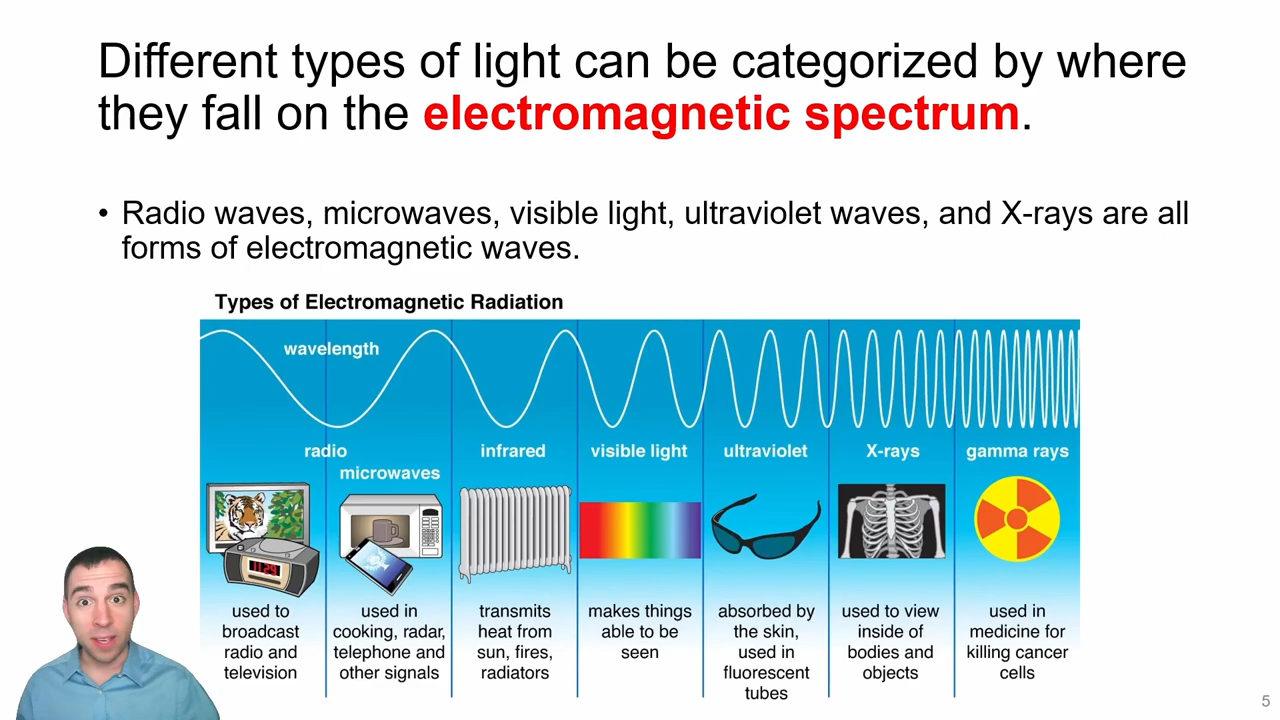 Different types of light can be categorized by where
they fall on the electromagnetic spectrum.
• Radio waves, microwaves, visible light, ultraviolet waves, and X-rays are all
forms of electromagnetic waves.
Types of Electromagnetic Radiation
wavelength
radio
microwaves
infrared
visible light
ultraviolet
X-rays
gamma rays
11:29
used to
broadcast
radio and
television
used in
cooking, radar,
telephone and
other signals
transmits
heat from
sun, fires,
radiators
makes things
able to be
seen
absorbed by
the skin,
used in
fluorescent
tubes
used to view
inside of
bodies and
objects
used in
medicine for
killing cancer
cells
5